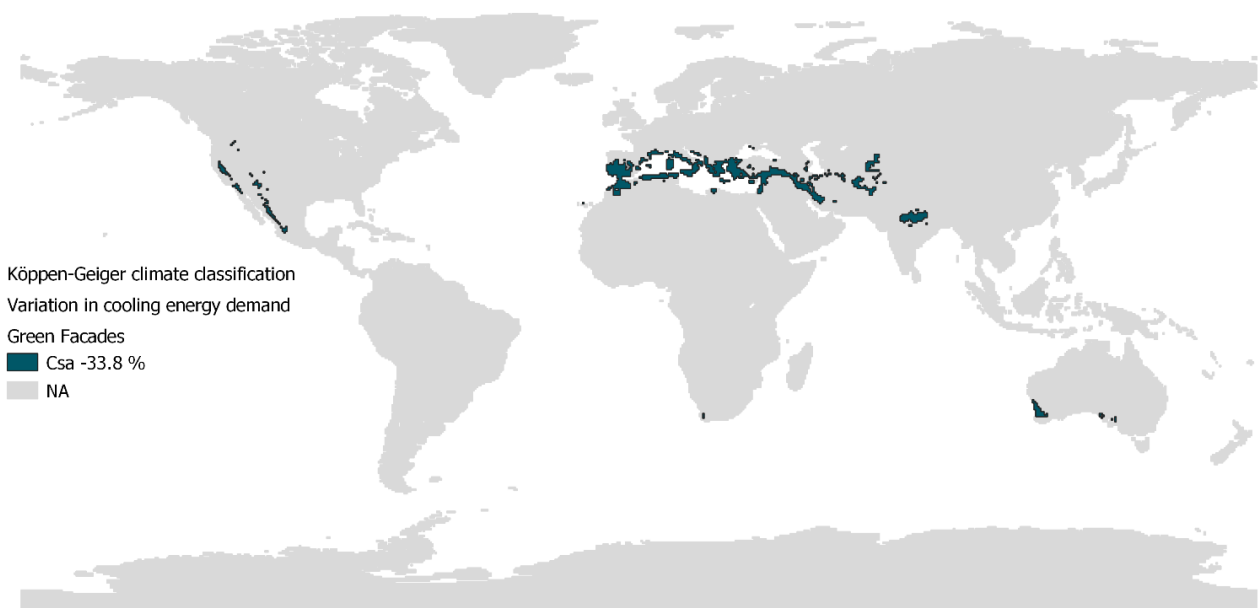 Köppen-Geiger climate classification
Variation in cooling energy demand
Green Facades
Csa -33.8 %
NA